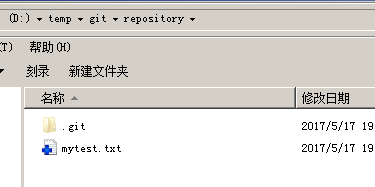 (D:) ▸ temp ▸ git ▸ repository ▸
(T) 帮助(H)
刻录 新建文件夹
名称 修改日期
.git 2017/5/17 19
mytest.txt 2017/5/17 19